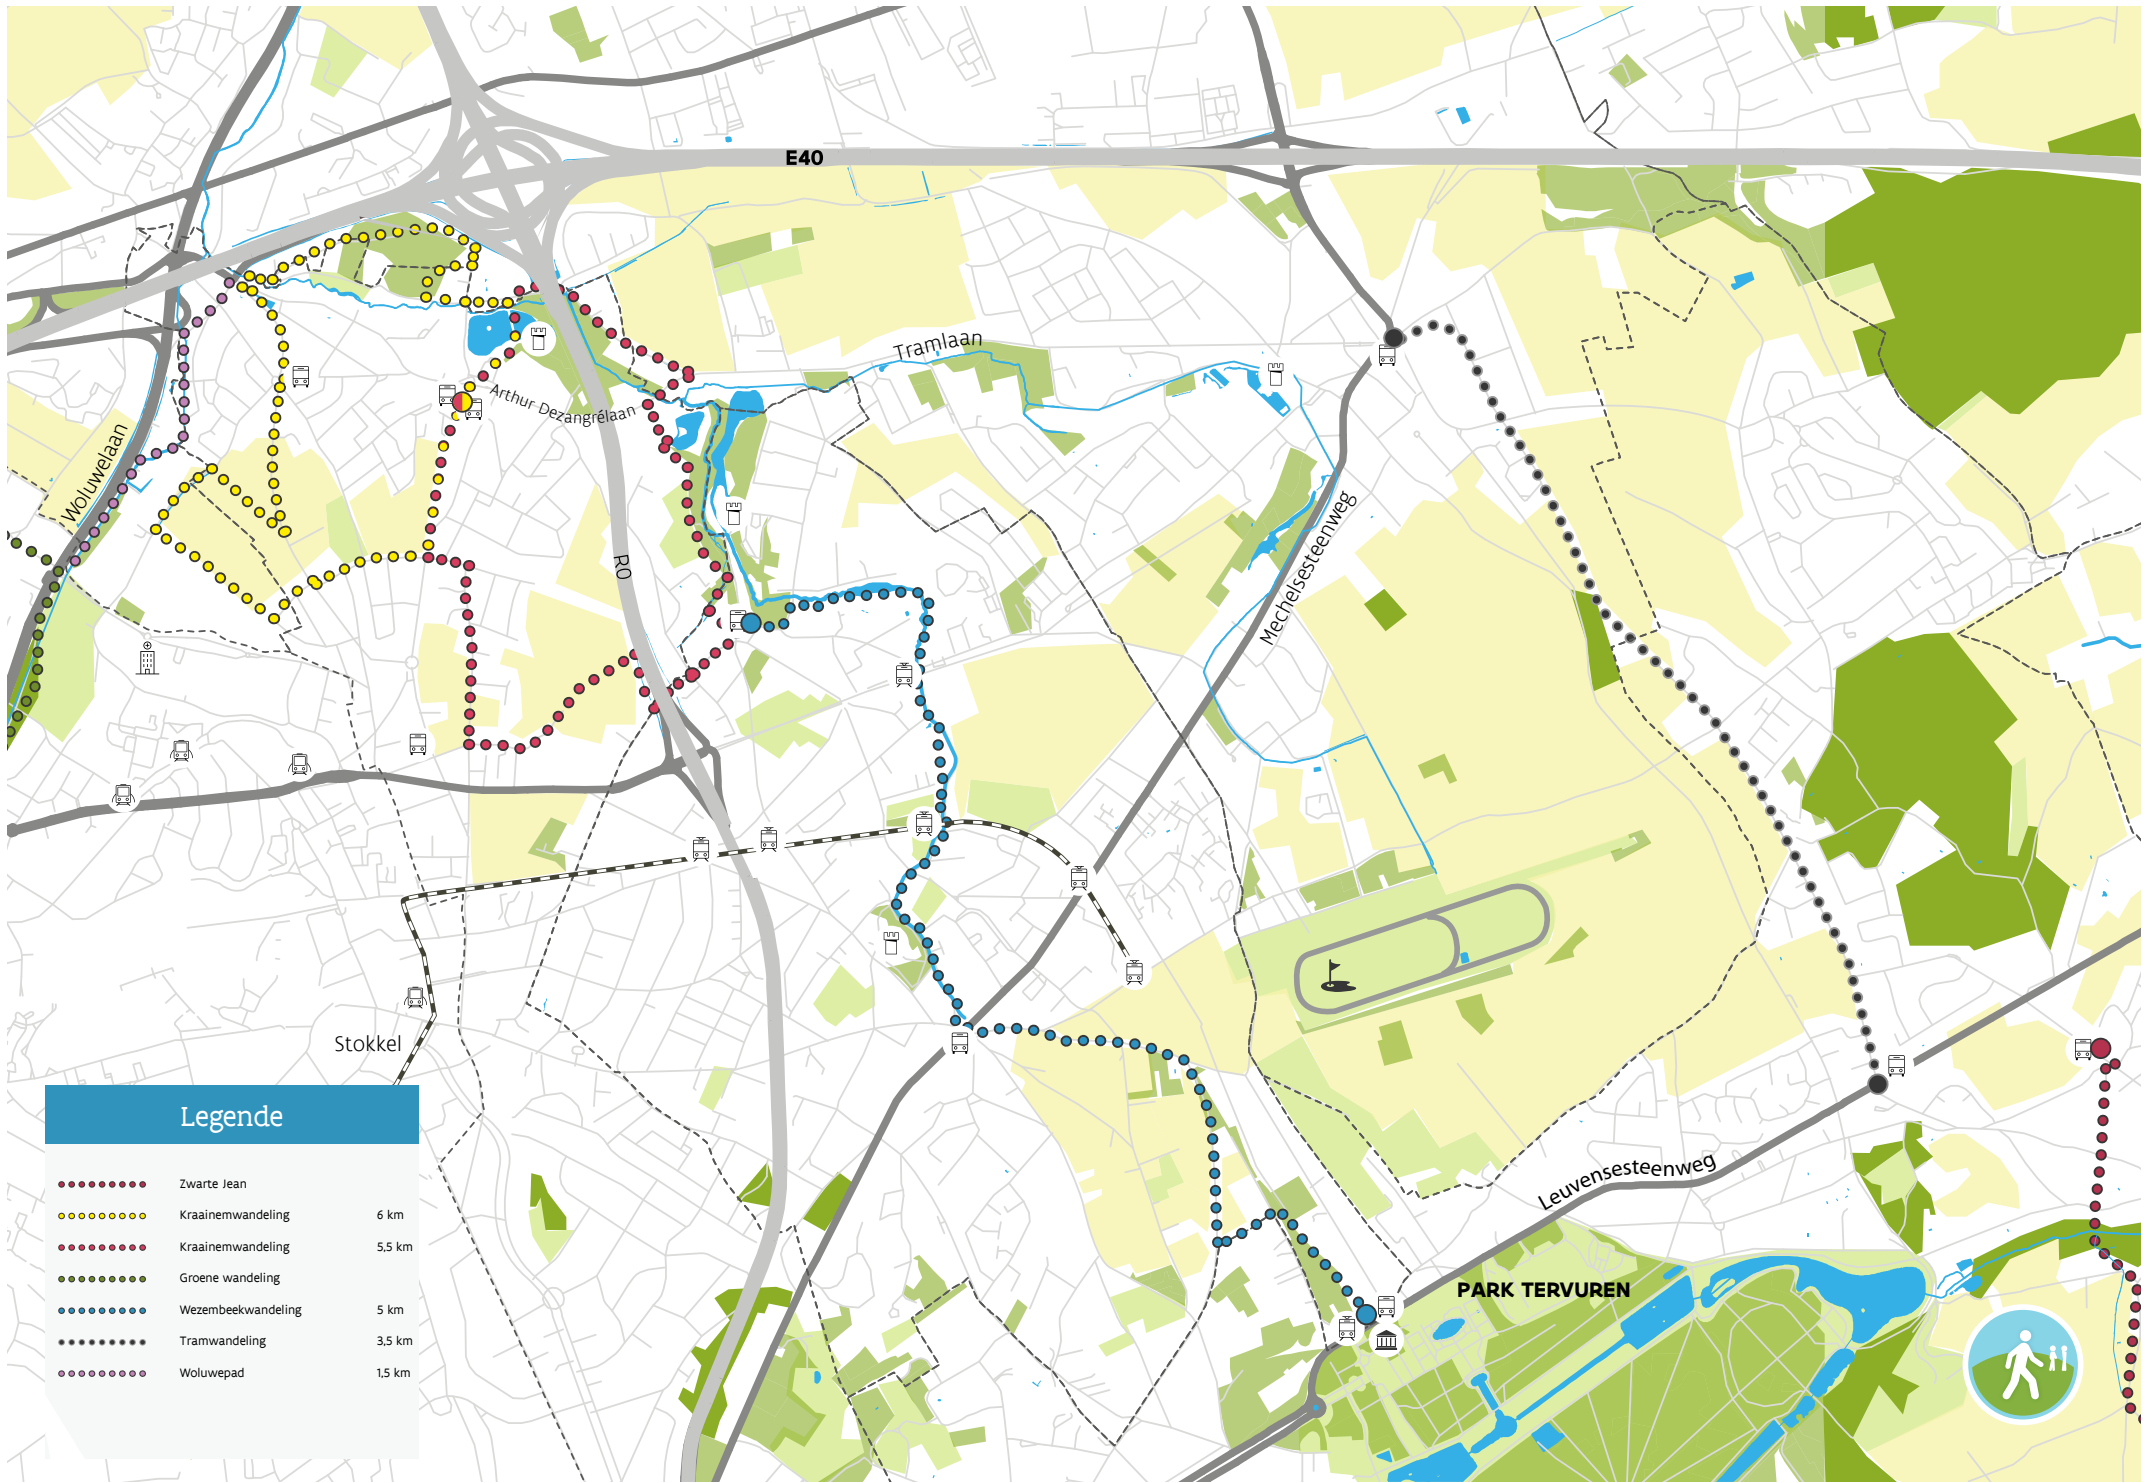 E40
Tramlaan
Arthur Dezangrélaan
Woluwelaan
Mechelsesteenweg
R0
Stokkel
Leuvensesteenweg
PARK TERVUREN
Legende
Zwarte Jean
Kraainemwandeling 6 km
Kraainemwandeling 5,5 km
Groene wandeling
Wezembeekwandeling 5 km
Tramwandeling 3,5 km
Woluwepad 1,5 km